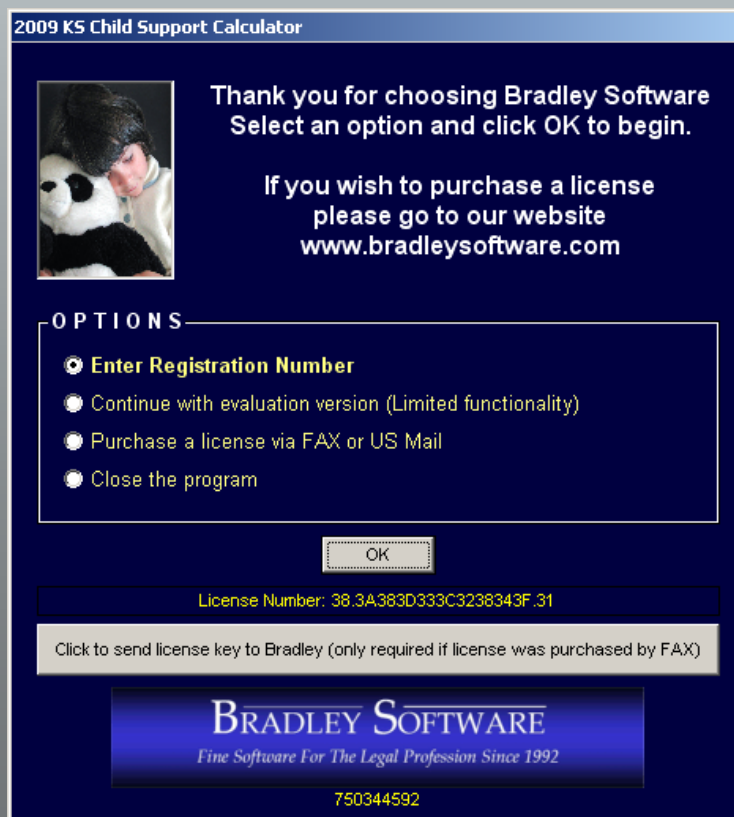 2009 KS Child Support Calculator
Thank you for choosing Bradley Software
Select an option and click OK to begin.
If you wish to purchase a license
please go to our website
www.bradleysoftware.com
OPTIONS
Enter Registration Number
Continue with evaluation version (Limited functionality)
Purchase a license via FAX or US Mail
Close the program
OK
License Number: 38.3A383D333C3238343F.31
Click to send license key to Bradley (only required if license was purchased by FAX)
BRADLEY SOFTWARE
Fine Software For The Legal Profession Since 1992
750344592